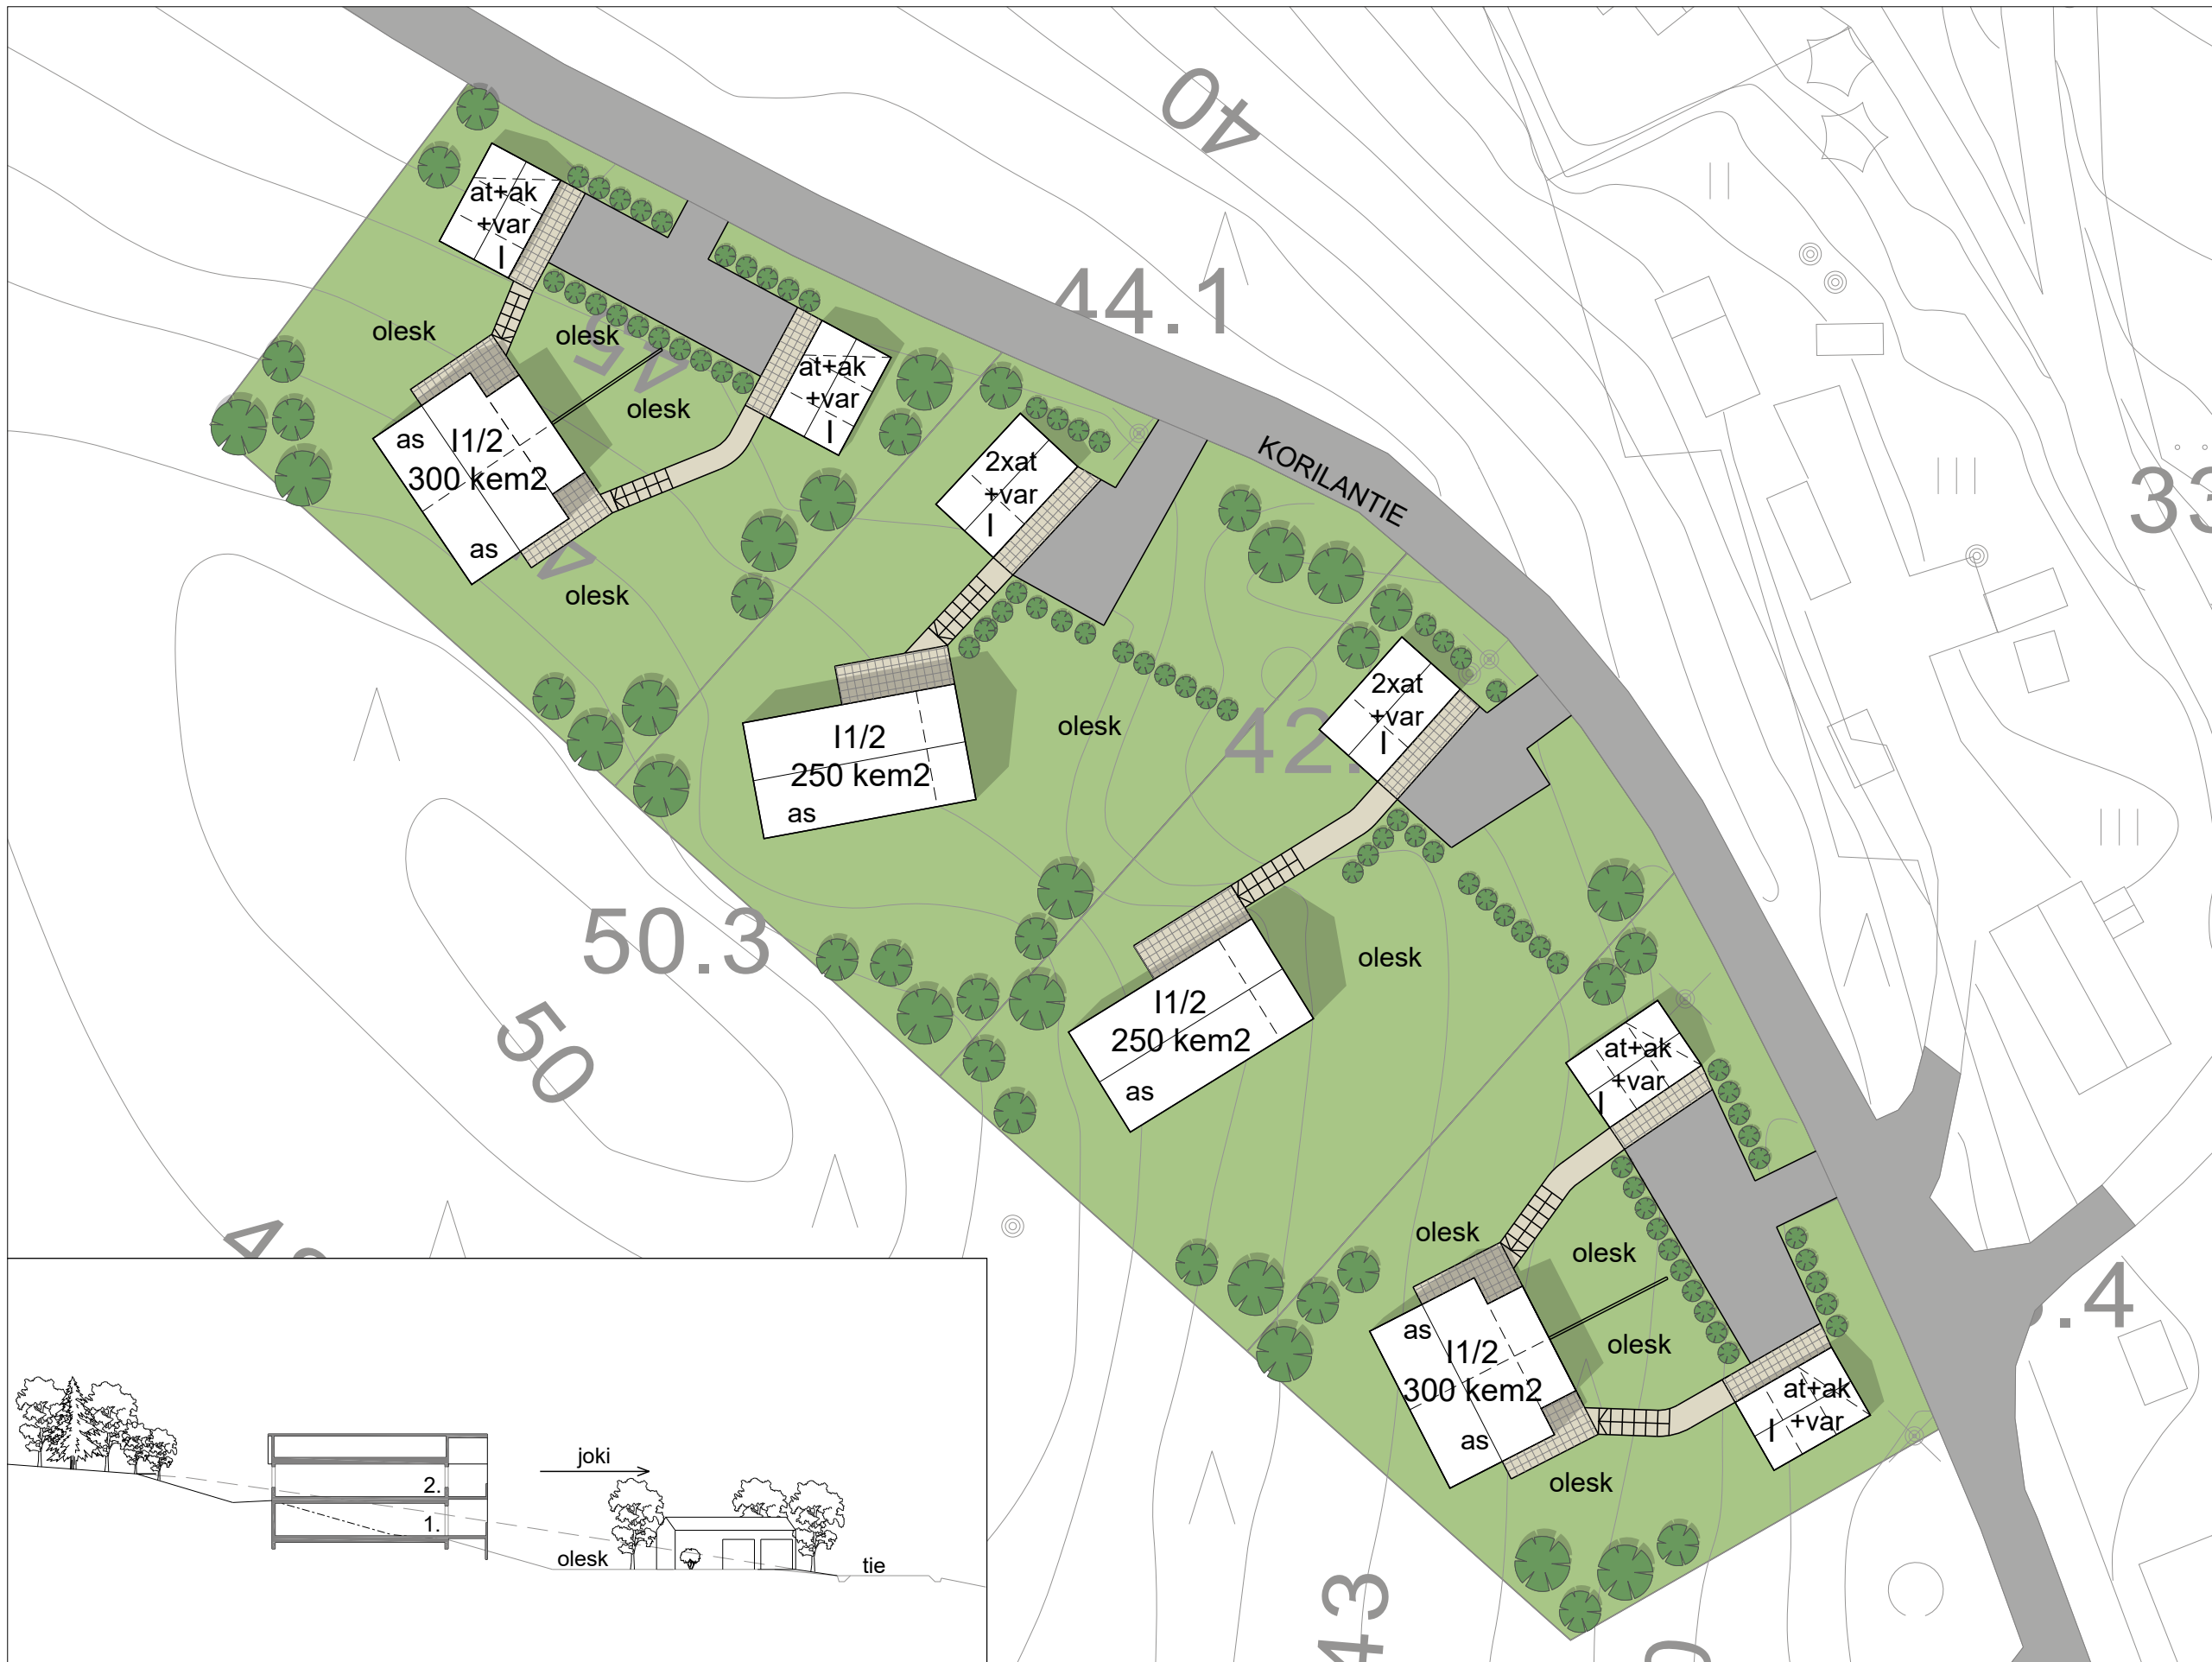 40
at+ak
+var
I
44.1
olesk
olesk
45
at+ak
+var
I
olesk
as
I1/2
300 kem2
as
olesk
KORILANTIE
2xat
+var
I
33
2xat
+var
I
olesk
42.
I1/2
250 kem2
as
50.3
olesk
I1/2
250 kem2
as
50
at+ak
+var
I
olesk
olesk
.4
as
I1/2
300 kem2
as
olesk
at+ak
+var
I
olesk
joki
2.
1.
olesk
tie
43